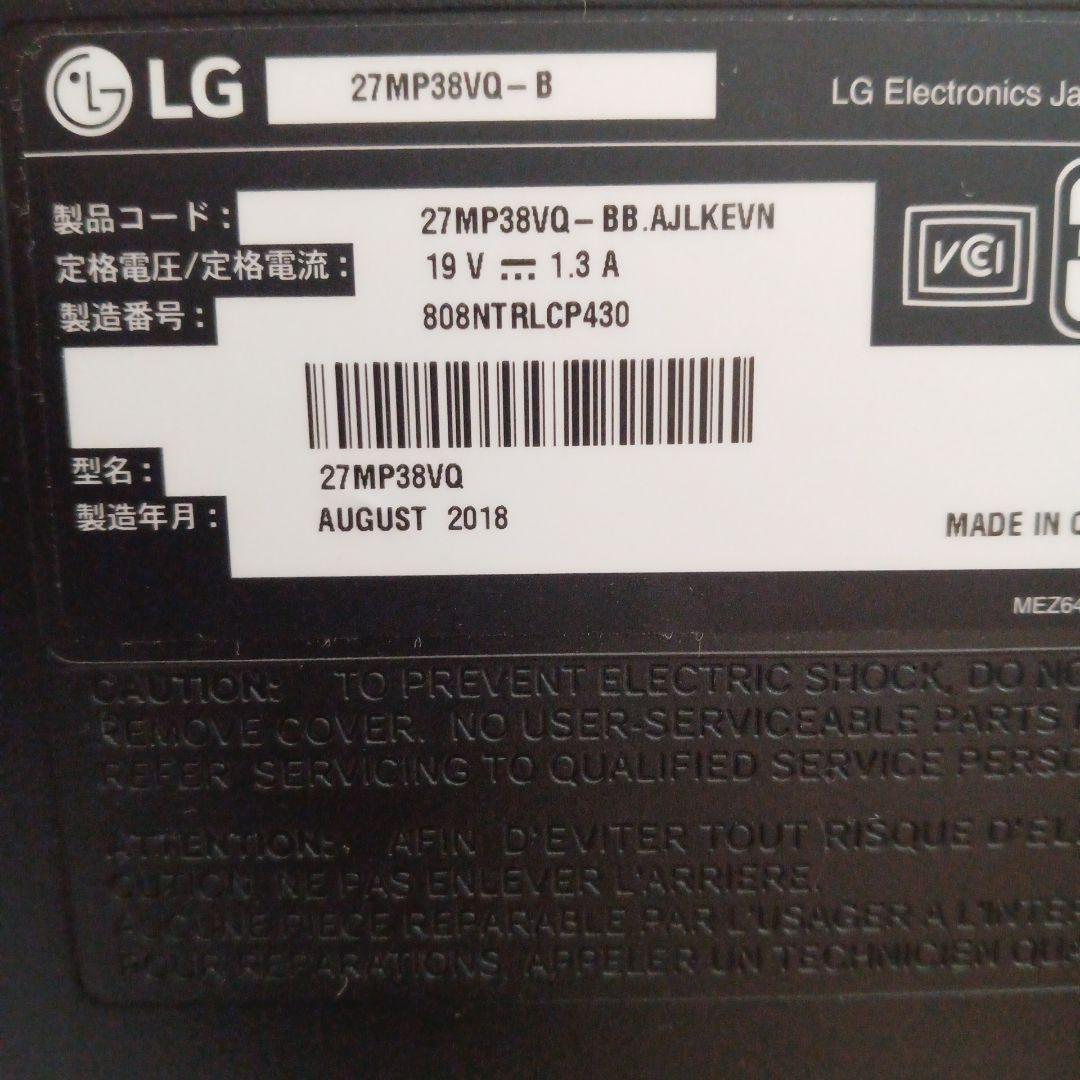 LG 27MP38VQ-B LG Electronics Ja
製品コード: 27MP38VQ-BB.AJLKEVN
定格電圧/定格電流: 19 V ⎓ 1.3 A
製造番号: 808NTRLCP430
VCCI
型名: 27MP38VQ
製造年月: AUGUST 2018
MADE IN C
MEZ64
CAUTION: TO PREVENT ELECTRIC SHOCK, DO NO
REMOVE COVER. NO USER-SERVICEABLE PARTS
REFER SERVICING TO QUALIFIED SERVICE PERSO
ATTENTION: AFIN D'EVITER TOUT RISQUE D'EL
CUTION, NE PAS ENLEVER L'ARRIERE.
AUCUNE PIECE REPARABLE PAR L'USAGER A L'INTE
POUR REPARATIONS, APPELER UN TECHNICIEN QUA